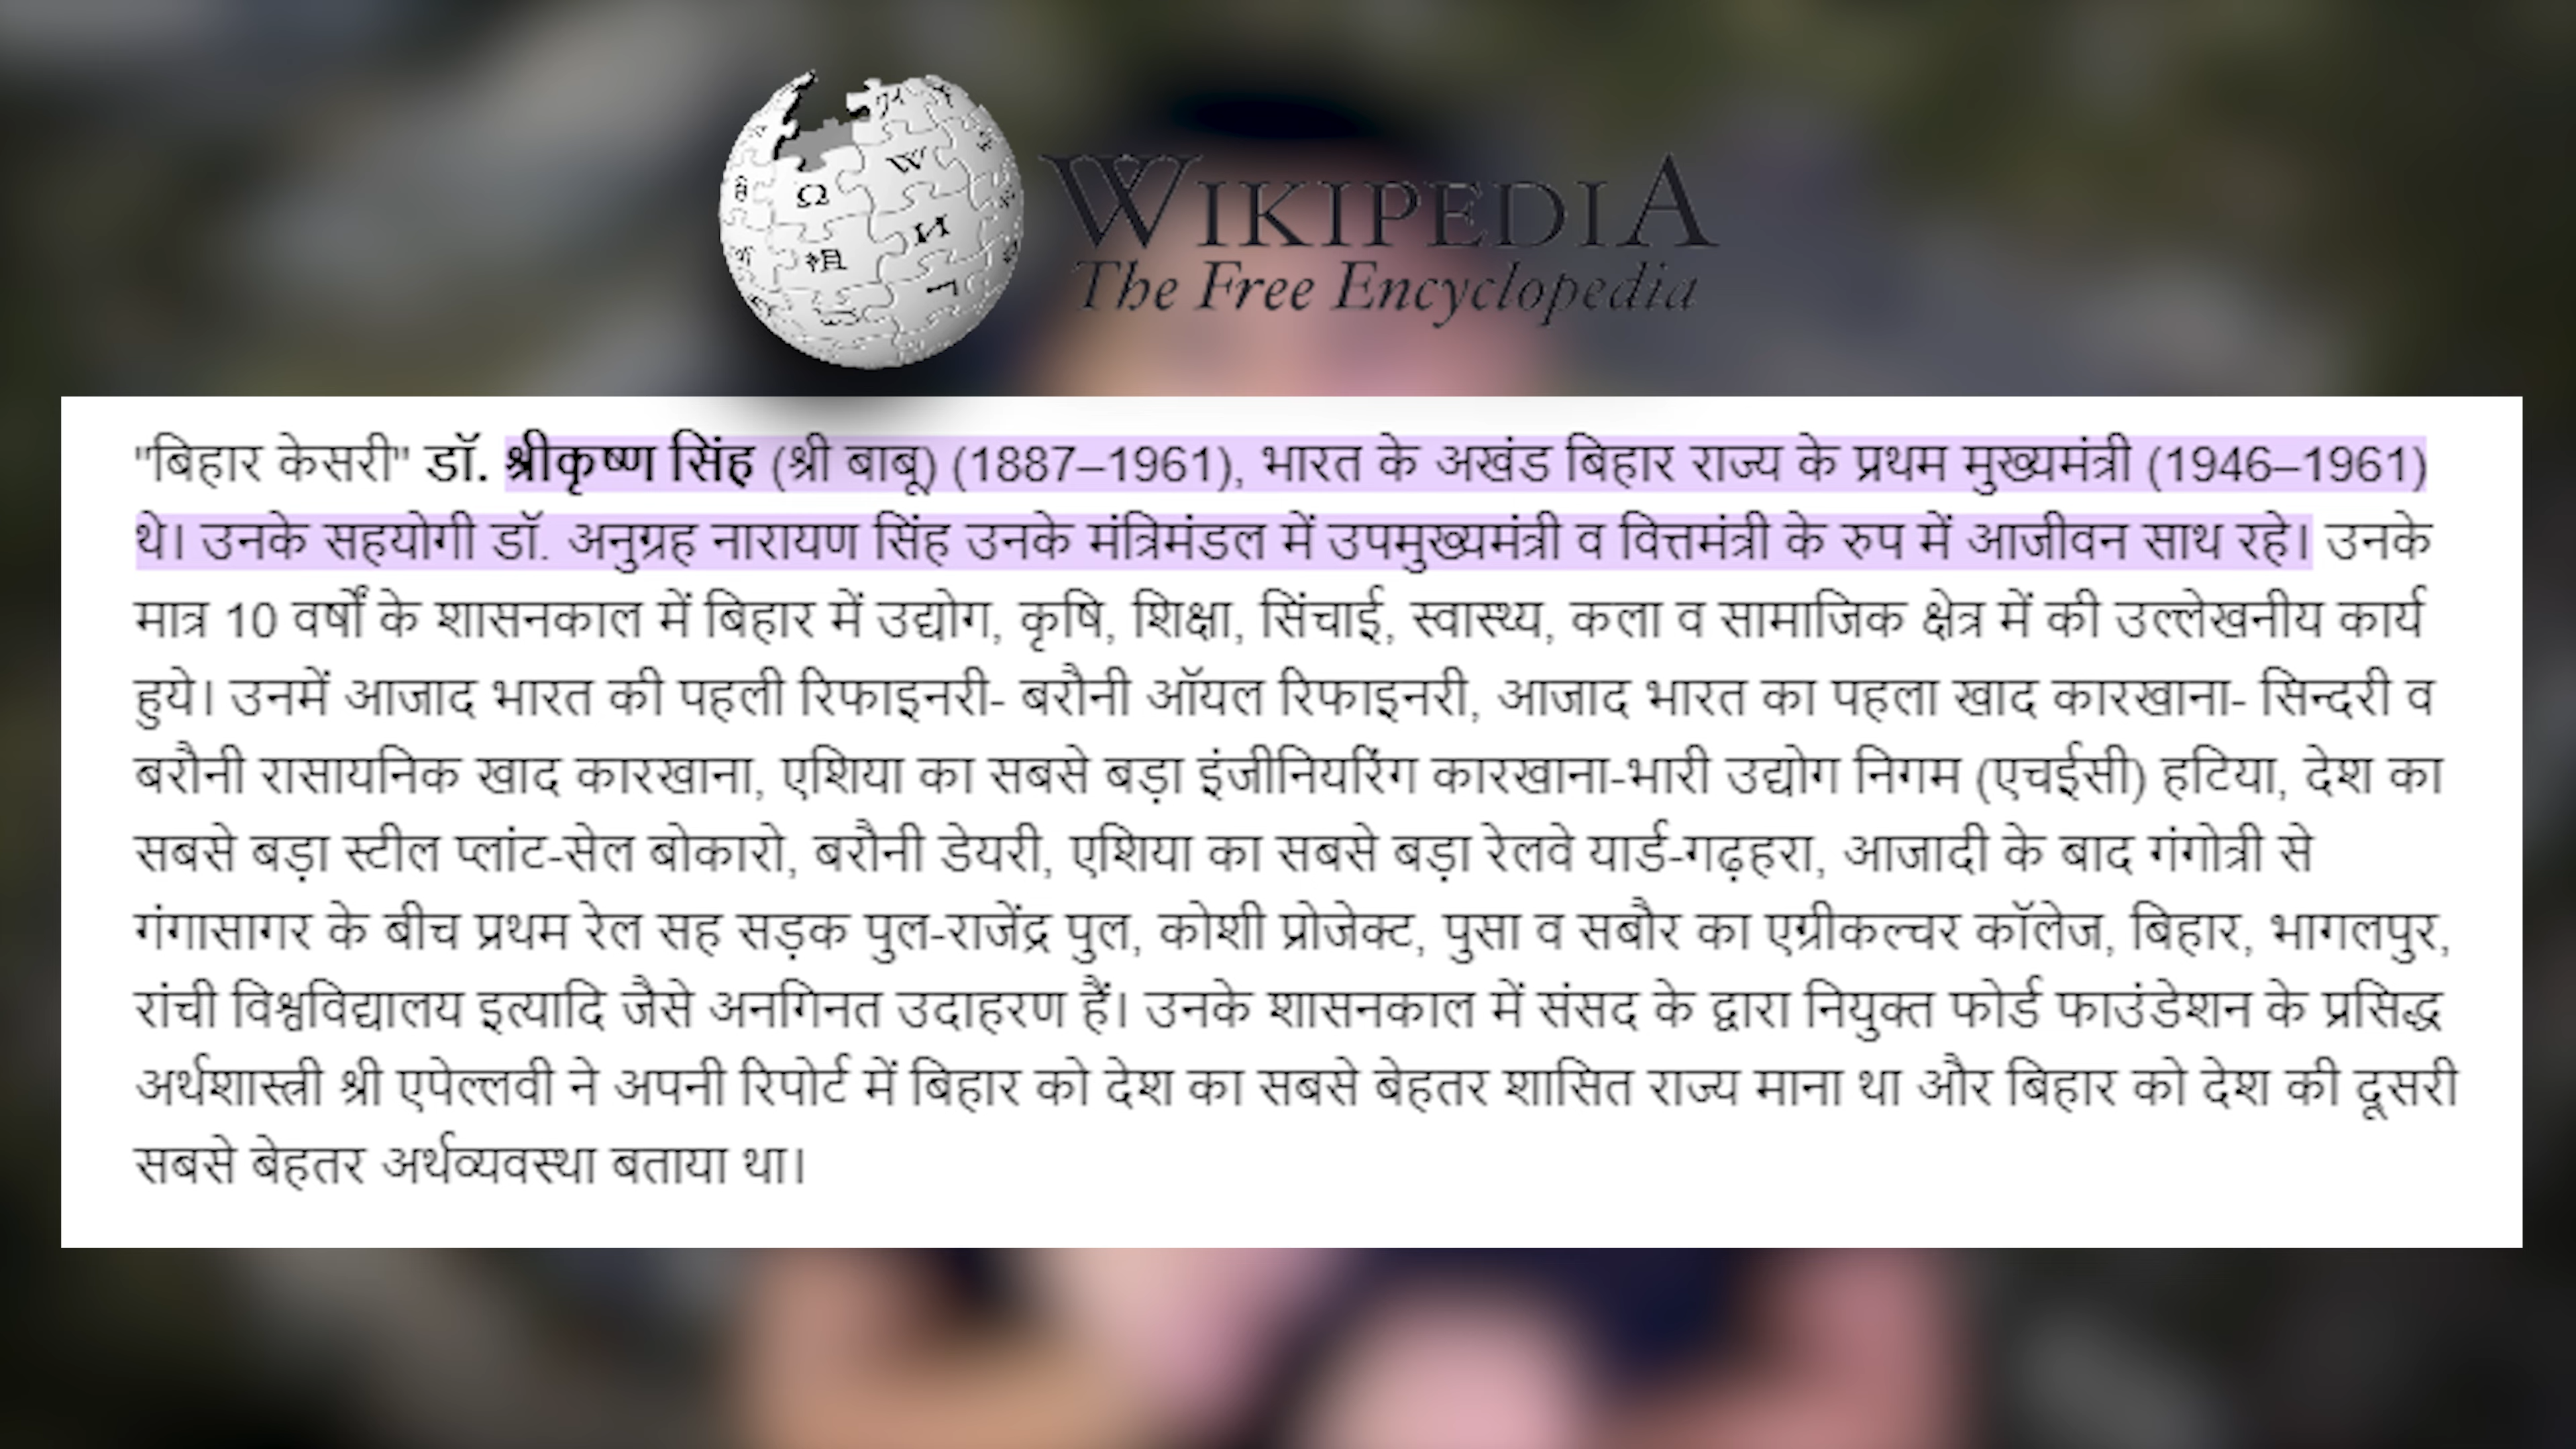 WIKIPEDIA
The Free Encyclopedia
"बिहार केसरी" डॉ. श्रीकृष्ण सिंह (श्री बाबू) (1887–1961), भारत के अखंड बिहार राज्य के प्रथम मुख्यमंत्री (1946–1961)
थे। उनके सहयोगी डॉ. अनुग्रह नारायण सिंह उनके मंत्रिमंडल में उपमुख्यमंत्री व वित्तमंत्री के रुप में आजीवन साथ रहे। उनके
मात्र 10 वर्षों के शासनकाल में बिहार में उद्योग, कृषि, शिक्षा, सिंचाई, स्वास्थ्य, कला व सामाजिक क्षेत्र में की उल्लेखनीय कार्य
हुये। उनमें आजाद भारत की पहली रिफाइनरी- बरौनी ऑयल रिफाइनरी, आजाद भारत का पहला खाद कारखाना- सिन्दरी व
बरौनी रासायनिक खाद कारखाना, एशिया का सबसे बड़ा इंजीनियरिंग कारखाना-भारी उद्योग निगम (एचईसी) हटिया, देश का
सबसे बड़ा स्टील प्लांट-सेल बोकारो, बरौनी डेयरी, एशिया का सबसे बड़ा रेलवे यार्ड-गढ़हरा, आजादी के बाद गंगोत्री से
गंगासागर के बीच प्रथम रेल सह सड़क पुल-राजेंद्र पुल, कोशी प्रोजेक्ट, पुसा व सबौर का एग्रीकल्चर कॉलेज, बिहार, भागलपुर,
रांची विश्वविद्यालय इत्यादि जैसे अनगिनत उदाहरण हैं। उनके शासनकाल में संसद के द्वारा नियुक्त फोर्ड फाउंडेशन के प्रसिद्ध
अर्थशास्त्री श्री एपेल्लवी ने अपनी रिपोर्ट में बिहार को देश का सबसे बेहतर शासित राज्य माना था और बिहार को देश की दूसरी
सबसे बेहतर अर्थव्यवस्था बताया था।